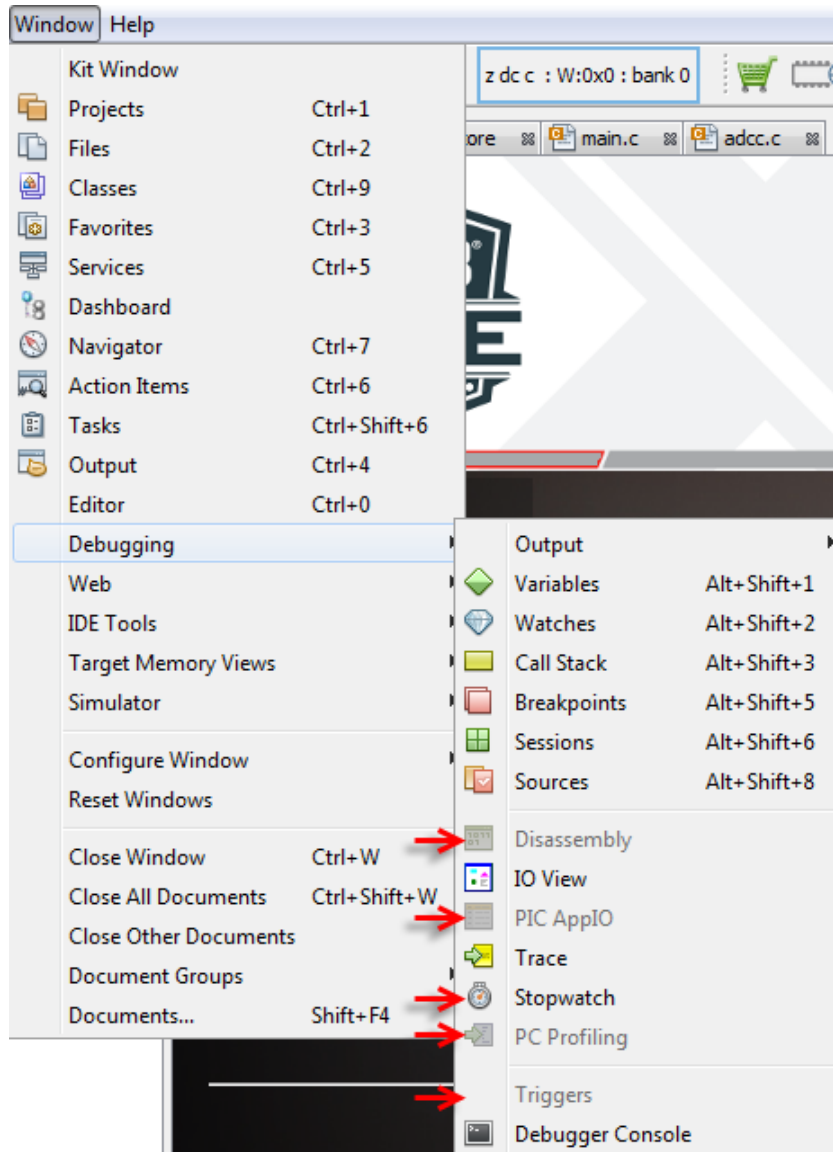 Window Help
Kit Window
z dc c : W:0x0 : bank 0
Projects Ctrl+1
Files Ctrl+2
ore main.c adcc.c
Classes Ctrl+9
Favorites Ctrl+3
Services Ctrl+5
Dashboard
Navigator Ctrl+7
Action Items Ctrl+6
Tasks Ctrl+Shift+6
Output Ctrl+4
Editor Ctrl+0
Debugging
Web
IDE Tools
Target Memory Views
Simulator
Configure Window
Reset Windows
Close Window Ctrl+W
Close All Documents Ctrl+Shift+W
Close Other Documents
Document Groups
Documents... Shift+F4
Output
Variables Alt+Shift+1
Watches Alt+Shift+2
Call Stack Alt+Shift+3
Breakpoints Alt+Shift+5
Sessions Alt+Shift+6
Sources Alt+Shift+8
Disassembly
IO View
PIC AppIO
Trace
Stopwatch
PC Profiling
Triggers
Debugger Console